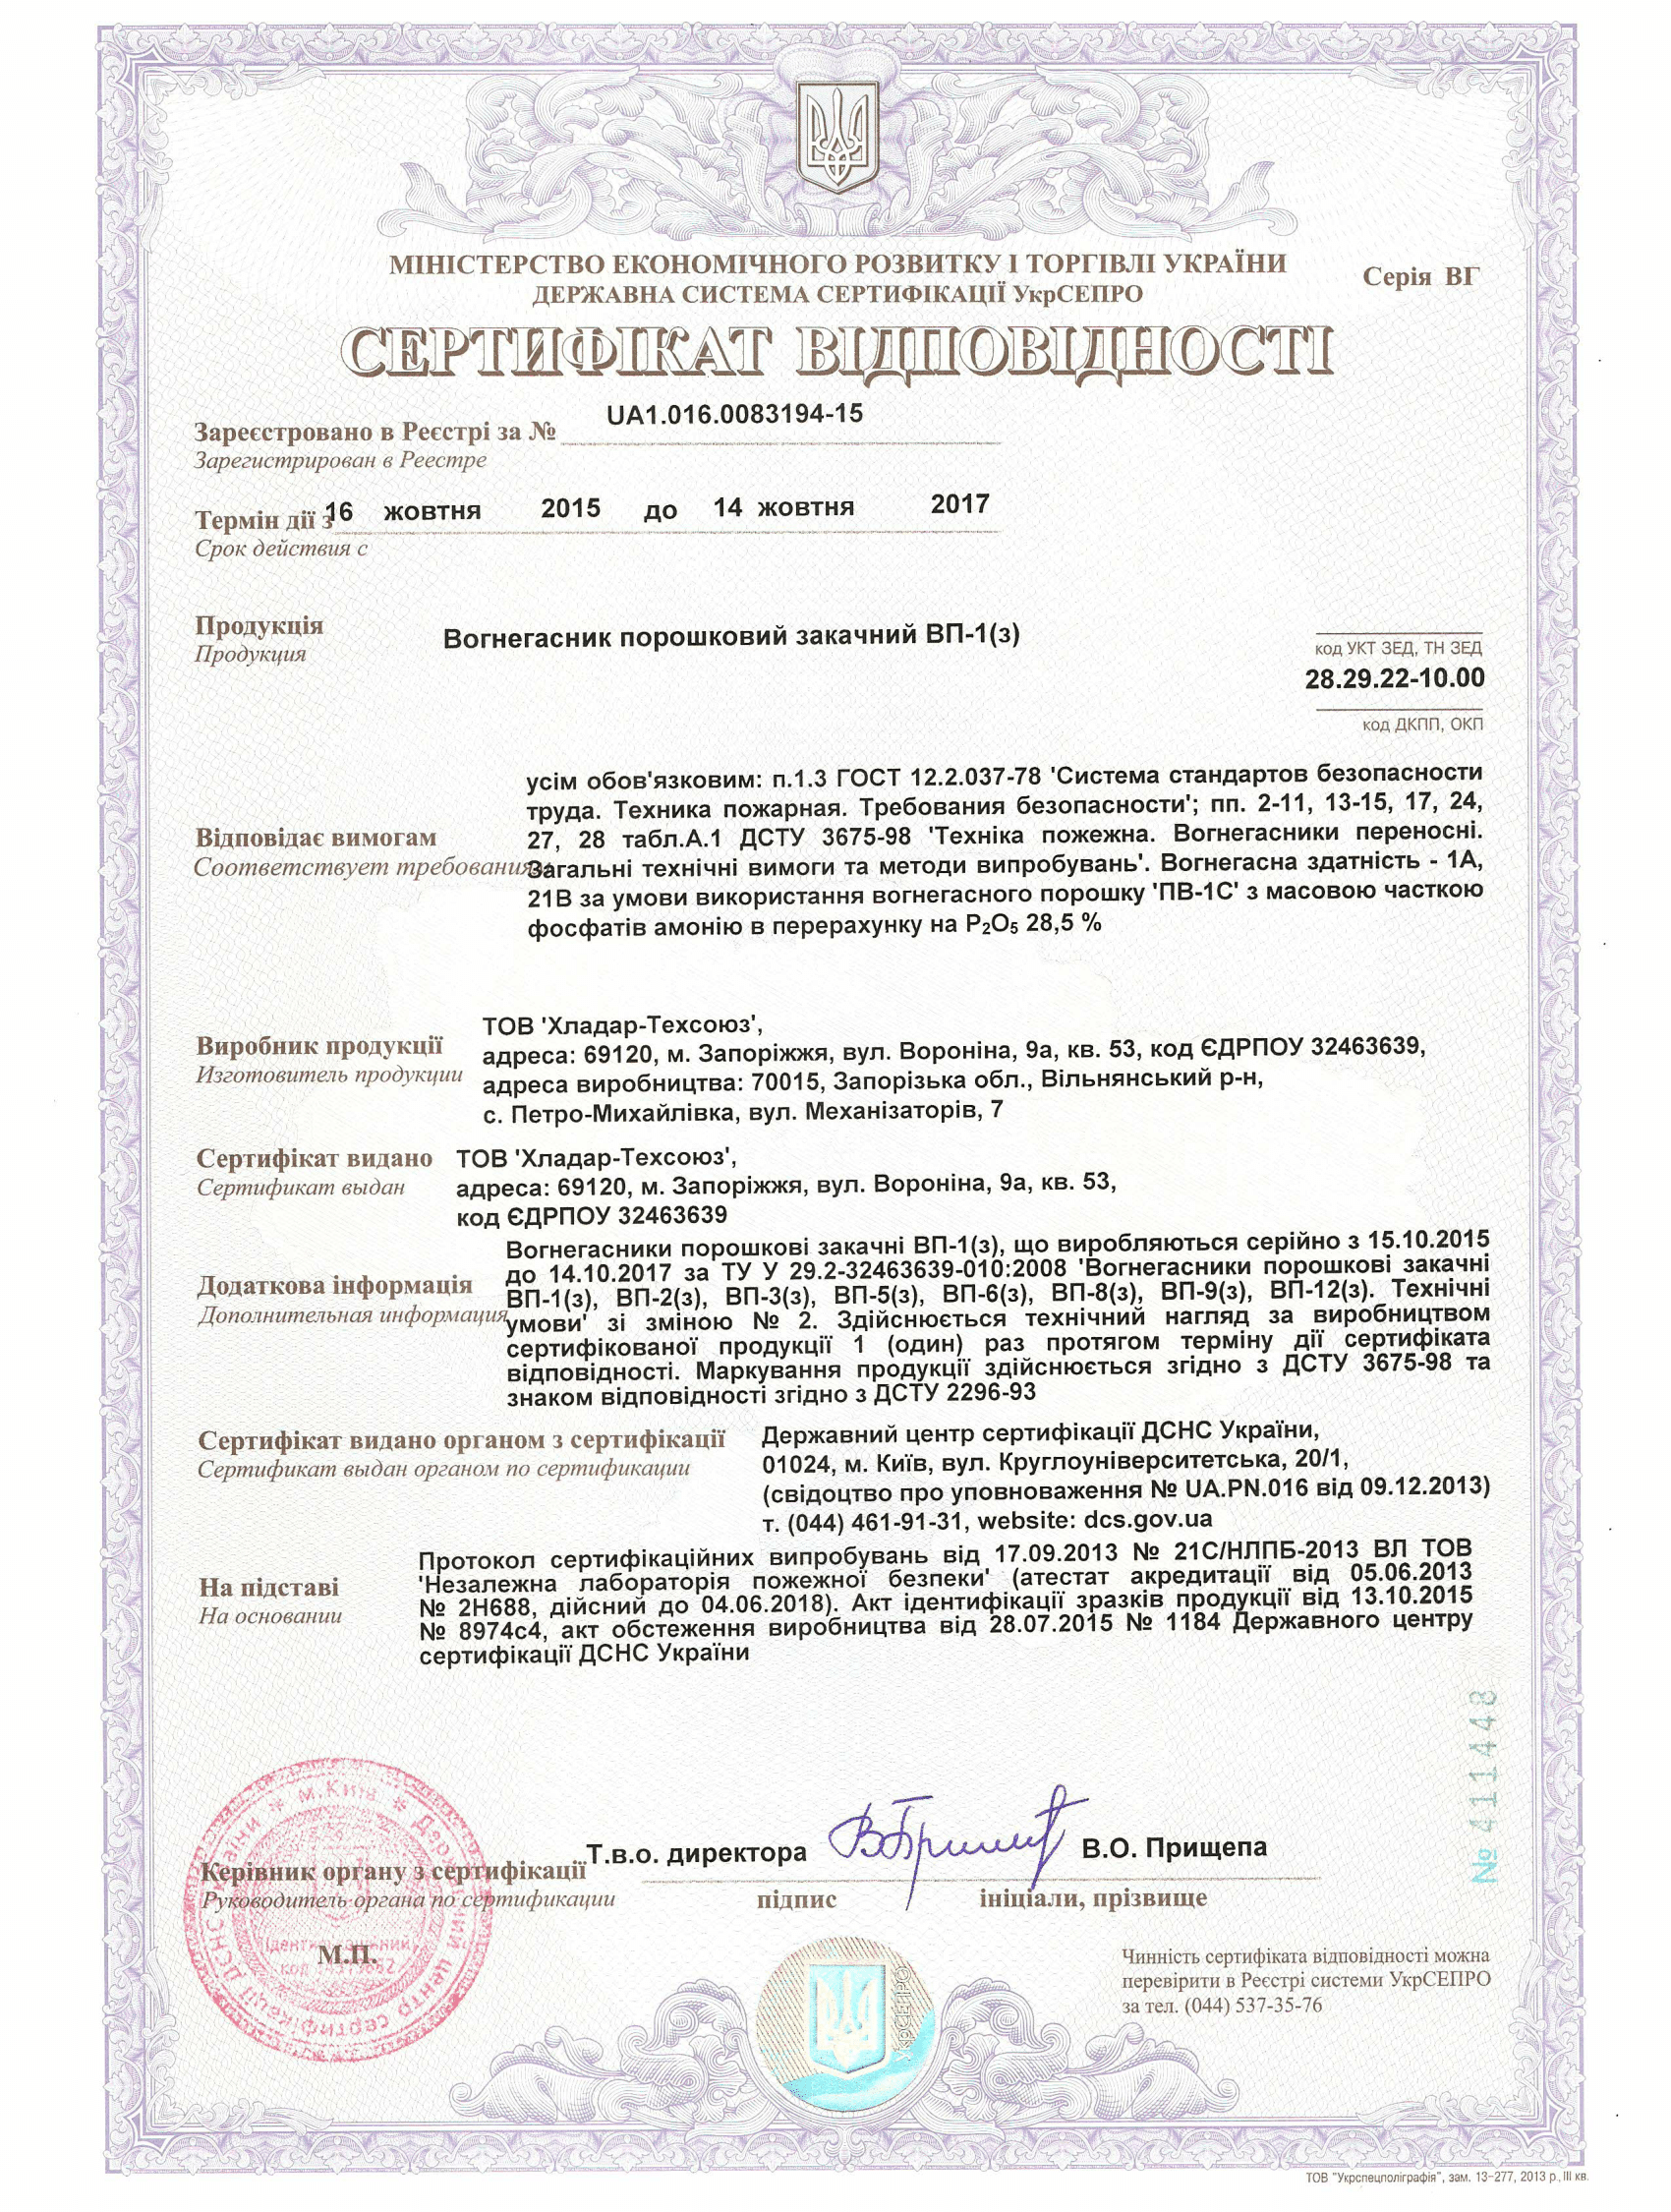 МІНІСТЕРСТВО ЕКОНОМІЧНОГО РОЗВИТКУ І ТОРГІВЛІ УКРАЇНИ
ДЕРЖАВНА СИСТЕМА СЕРТИФІКАЦІЇ УкрСЕПРО
Серія ВГ
СЕРТИФІКАТ ВІДПОВІДНОСТІ
Зареєстровано в Реєстрі за № UA1.016.0083194-15
Зарегистрирован в Реестре
Термін дії з 16 жовтня 2015 до 14 жовтня 2017
Срок действия с
Продукція
Продукция
Вогнегасник порошковий закачний ВП-1(з)
код УКТ ЗЕД, ТН ЗЕД
28.29.22-10.00
код ДКПП, ОКП
Відповідає вимогам
Соответствует требованиям
усім обов'язковим: п.1.3 ГОСТ 12.2.037-78 'Система стандартов безопасности
труда. Техника пожарная. Требования безопасности'; пп. 2-11, 13-15, 17, 24,
27, 28 табл.А.1 ДСТУ 3675-98 'Техніка пожежна. Вогнегасники переносні.
Загальні технічні вимоги та методи випробувань'. Вогнегасна здатність - 1А,
21В за умови використання вогнегасного порошку 'ПВ-1С' з масовою часткою
фосфатів амонію в перерахунку на P₂O₅ 28,5 %
Виробник продукції
Изготовитель продукции
ТОВ 'Хладар-Техсоюз',
адреса: 69120, м. Запоріжжя, вул. Вороніна, 9а, кв. 53, код ЄДРПОУ 32463639,
адреса виробництва: 70015, Запорізька обл., Вільнянський р-н,
с. Петро-Михайлівка, вул. Механізаторів, 7
Сертифікат видано
Сертификат выдан
ТОВ 'Хладар-Техсоюз',
адреса: 69120, м. Запоріжжя, вул. Вороніна, 9а, кв. 53,
код ЄДРПОУ 32463639
Додаткова інформація
Дополнительная информация
Вогнегасники порошкові закачні ВП-1(з), що виробляються серійно з 15.10.2015
до 14.10.2017 за ТУ У 29.2-32463639-010:2008 'Вогнегасники порошкові закачні
ВП-1(з), ВП-2(з), ВП-3(з), ВП-5(з), ВП-6(з), ВП-8(з), ВП-9(з), ВП-12(з). Технічні
умови' зі зміною № 2. Здійснюється технічний нагляд за виробництвом
сертифікованої продукції 1 (один) раз протягом терміну дії сертифіката
відповідності. Маркування продукції здійснюється згідно з ДСТУ 3675-98 та
знаком відповідності згідно з ДСТУ 2296-93
Сертифікат видано органом з сертифікації
Сертификат выдан органом по сертификации
Державний центр сертифікації ДСНС України,
01024, м. Київ, вул. Круглоуніверситетська, 20/1,
(свідоцтво про уповноваження № UA.PN.016 від 09.12.2013)
т. (044) 461-91-31, website: dcs.gov.ua
На підставі
На основании
Протокол сертифікаційних випробувань від 17.09.2013 № 21С/НЛПБ-2013 ВЛ ТОВ
'Незалежна лабораторія пожежної безпеки' (атестат акредитації від 05.06.2013
№ 2Н688, дійсний до 04.06.2018). Акт ідентифікації зразків продукції від 13.10.2015
№ 8974с4, акт обстеження виробництва від 28.07.2015 № 1184 Державного центру
сертифікації ДСНС України
№ 411448
Керівник органу з сертифікації
Руководитель органа по сертификации
Т.в.о. директора
В.О. Прищепа
підпис
ініціали, прізвище
М.П.
м.Київ
УкрСЕПРО
Чинність сертифіката відповідності можна
перевірити в Реєстрі системи УкрСЕПРО
за тел. (044) 537-35-76
ТОВ "Укрспецполіграфія", зам. 13-277, 2013 р., III кв.